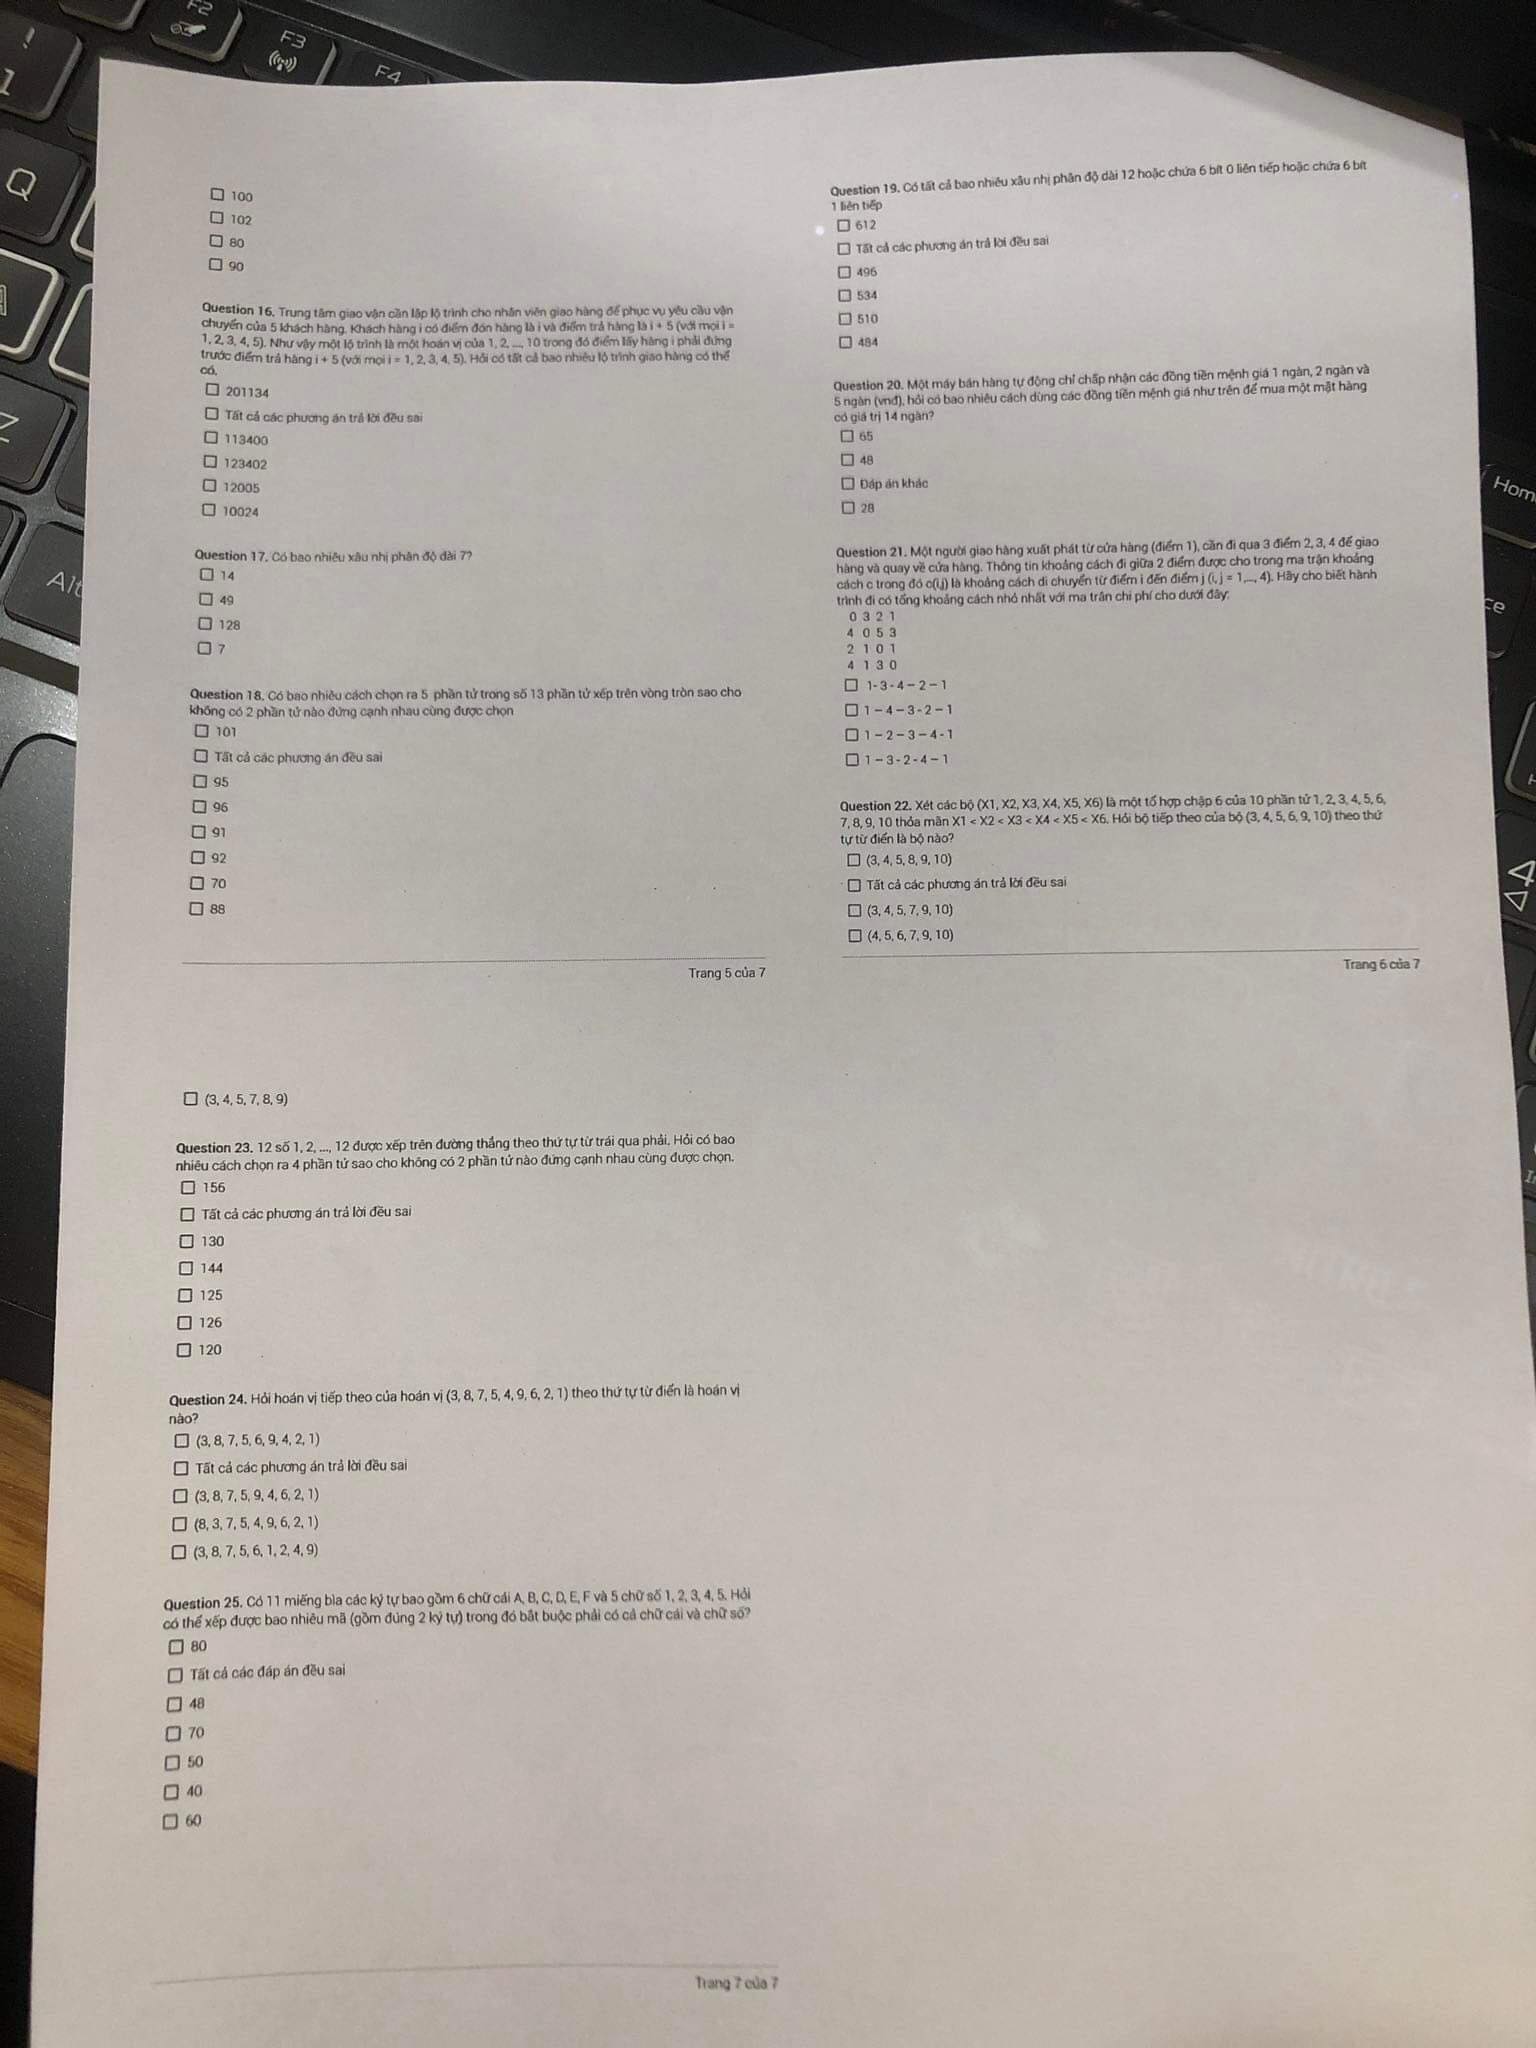 F2
F3
F4
!
1
Q
Z
Alt
Hom
4
100
102
80
90
Question 16. Trung tâm giao vận cần lập lộ trình cho nhân viên giao hàng để phục vụ yêu cầu vận
chuyển của 5 khách hàng. Khách hàng i có điểm đón hàng là i và điểm trả hàng là i + 5 (với mọi i =
1, 2, 3, 4, 5). Như vậy một lộ trình là một hoán vị của 1, 2, ..., 10 trong đó điểm lấy hàng i phải đứng
trước điểm trả hàng i + 5 (với mọi i = 1, 2, 3, 4, 5). Hỏi có tất cả bao nhiêu lộ trình giao hàng có thể
có.
201134
Tất cả các phương án trả lời đều sai
113400
123402
12005
10024
Question 17. Có bao nhiêu xâu nhị phân độ dài 7?
14
49
128
7
Question 18. Có bao nhiêu cách chọn ra 5 phần tử trong số 13 phần tử xếp trên vòng tròn sao cho
không có 2 phần tử nào đứng cạnh nhau cùng được chọn
101
Tất cả các phương án đều sai
95
96
91
92
70
88
Trang 5 của 7
Question 19. Có tất cả bao nhiêu xâu nhị phân độ dài 12 hoặc chứa 6 bít 0 liên tiếp hoặc chứa 6 bít
1 liên tiếp
612
Tất cả các phương án trả lời đều sai
496
534
510
484
Question 20. Một máy bán hàng tự động chỉ chấp nhận các đồng tiền mệnh giá 1 ngàn, 2 ngàn và
5 ngàn (vnđ), hỏi có bao nhiêu cách dùng các đồng tiền mệnh giá như trên để mua một mặt hàng
có giá trị 14 ngàn?
65
48
Đáp án khác
28
Question 21. Một người giao hàng xuất phát từ cửa hàng (điểm 1), cần đi qua 3 điểm 2, 3, 4 để giao
hàng và quay về cửa hàng. Thông tin khoảng cách đi giữa 2 điểm được cho trong ma trận khoảng
cách c trong đó c(i,j) là khoảng cách di chuyển từ điểm i đến điểm j (i, j = 1,..., 4). Hãy cho biết hành
trình đi có tổng khoảng cách nhỏ nhất với ma trân chi phí cho dưới đây:
0 3 2 1
4 0 5 3
2 1 0 1
4 1 3 0
1- 3 - 4 – 2 – 1
1 – 4 – 3 - 2 – 1
1 – 2 – 3 – 4 - 1
1 – 3 - 2 - 4 – 1
Question 22. Xét các bộ (X1, X2, X3, X4, X5, X6) là một tổ hợp chập 6 của 10 phần tử 1, 2, 3, 4, 5, 6,
7, 8, 9, 10 thỏa mãn X1 < X2 < X3 < X4 < X5 < X6. Hỏi bộ tiếp theo của bộ (3, 4, 5, 6, 9, 10) theo thứ
tự từ điển là bộ nào?
(3, 4, 5, 8, 9, 10)
Tất cả các phương án trả lời đều sai
(3, 4, 5, 7, 9, 10)
(4, 5, 6, 7, 9, 10)
Trang 6 của 7
(3, 4, 5, 7, 8, 9)
Question 23. 12 số 1, 2, ..., 12 được xếp trên đường thẳng theo thứ tự từ trái qua phải. Hỏi có bao
nhiêu cách chọn ra 4 phần tử sao cho không có 2 phần tử nào đứng cạnh nhau cùng được chọn.
156
Tất cả các phương án trả lời đều sai
130
144
125
126
120
Question 24. Hỏi hoán vị tiếp theo của hoán vị (3, 8, 7, 5, 4, 9, 6, 2, 1) theo thứ tự từ điển là hoán vị
nào?
(3, 8, 7, 5, 6, 9, 4, 2, 1)
Tất cả các phương án trả lời đều sai
(3, 8, 7, 5, 9, 4, 6, 2, 1)
(8, 3, 7, 5, 4, 9, 6, 2, 1)
(3, 8, 7, 5, 6, 1, 2, 4, 9)
Question 25. Có 11 miếng bìa các ký tự bao gồm 6 chữ cái A, B, C, D, E, F và 5 chữ số 1, 2, 3, 4, 5. Hỏi
có thể xếp được bao nhiêu mã (gồm đúng 2 ký tự) trong đó bắt buộc phải có cả chữ cái và chữ số?
80
Tất cả các đáp án đều sai
48
70
50
40
60
Trang 7 của 7